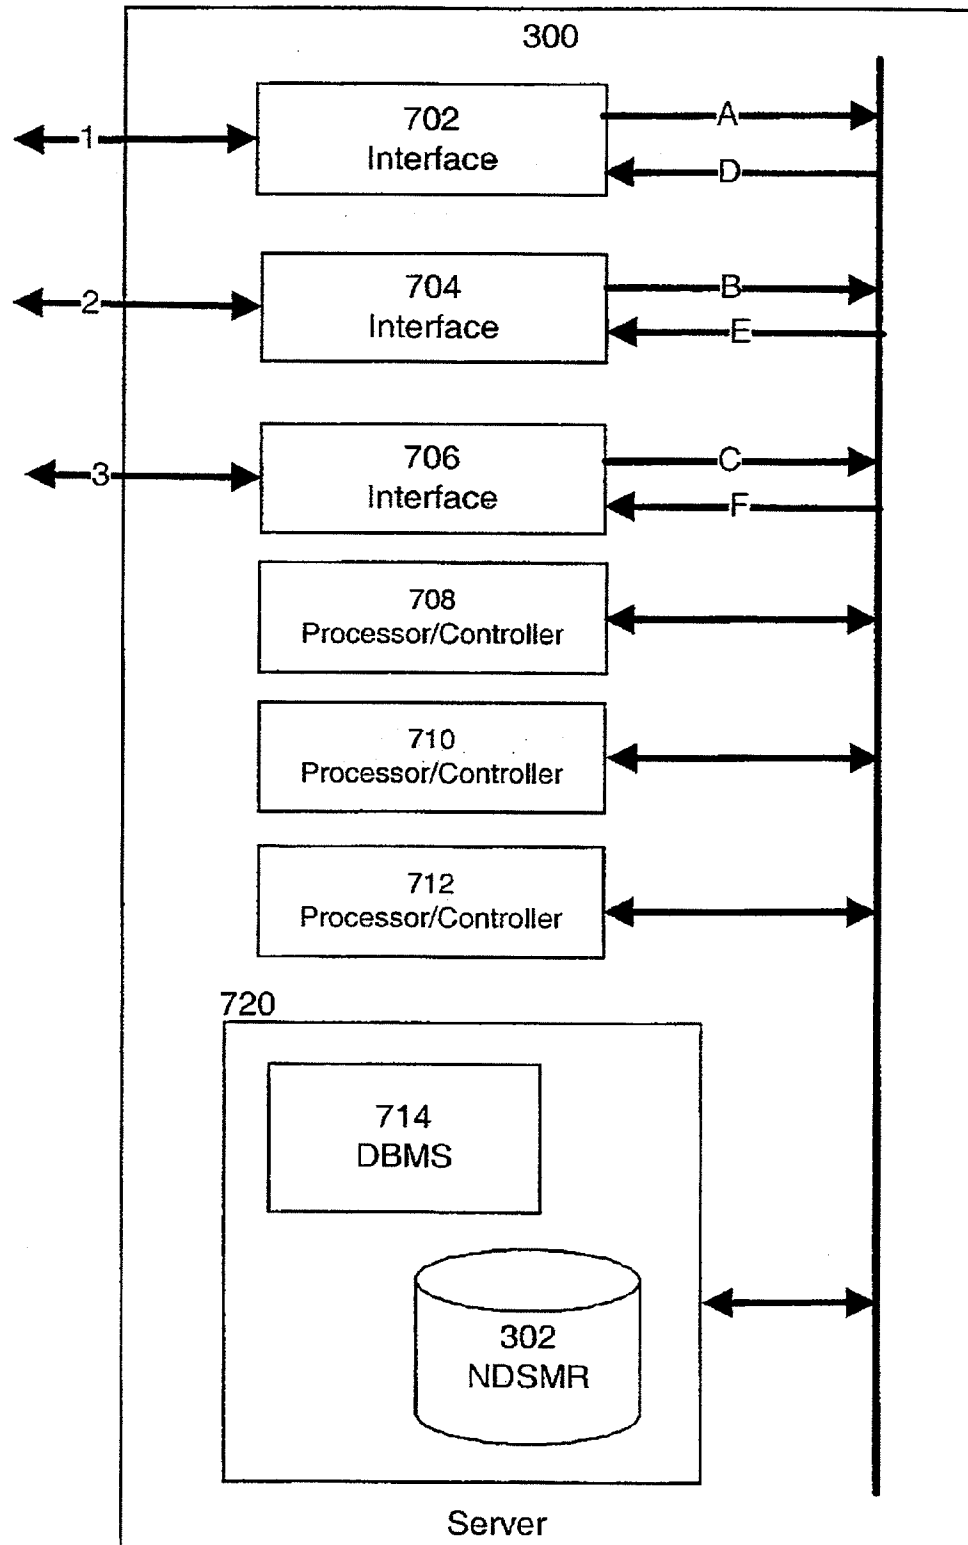 300
702
Interface
1
A
D
704
Interface
2
B
E
706
Interface
3
C
F
708
Processor/Controller
710
Processor/Controller
712
Processor/Controller
720
714
DBMS
302
NDSMR
Server